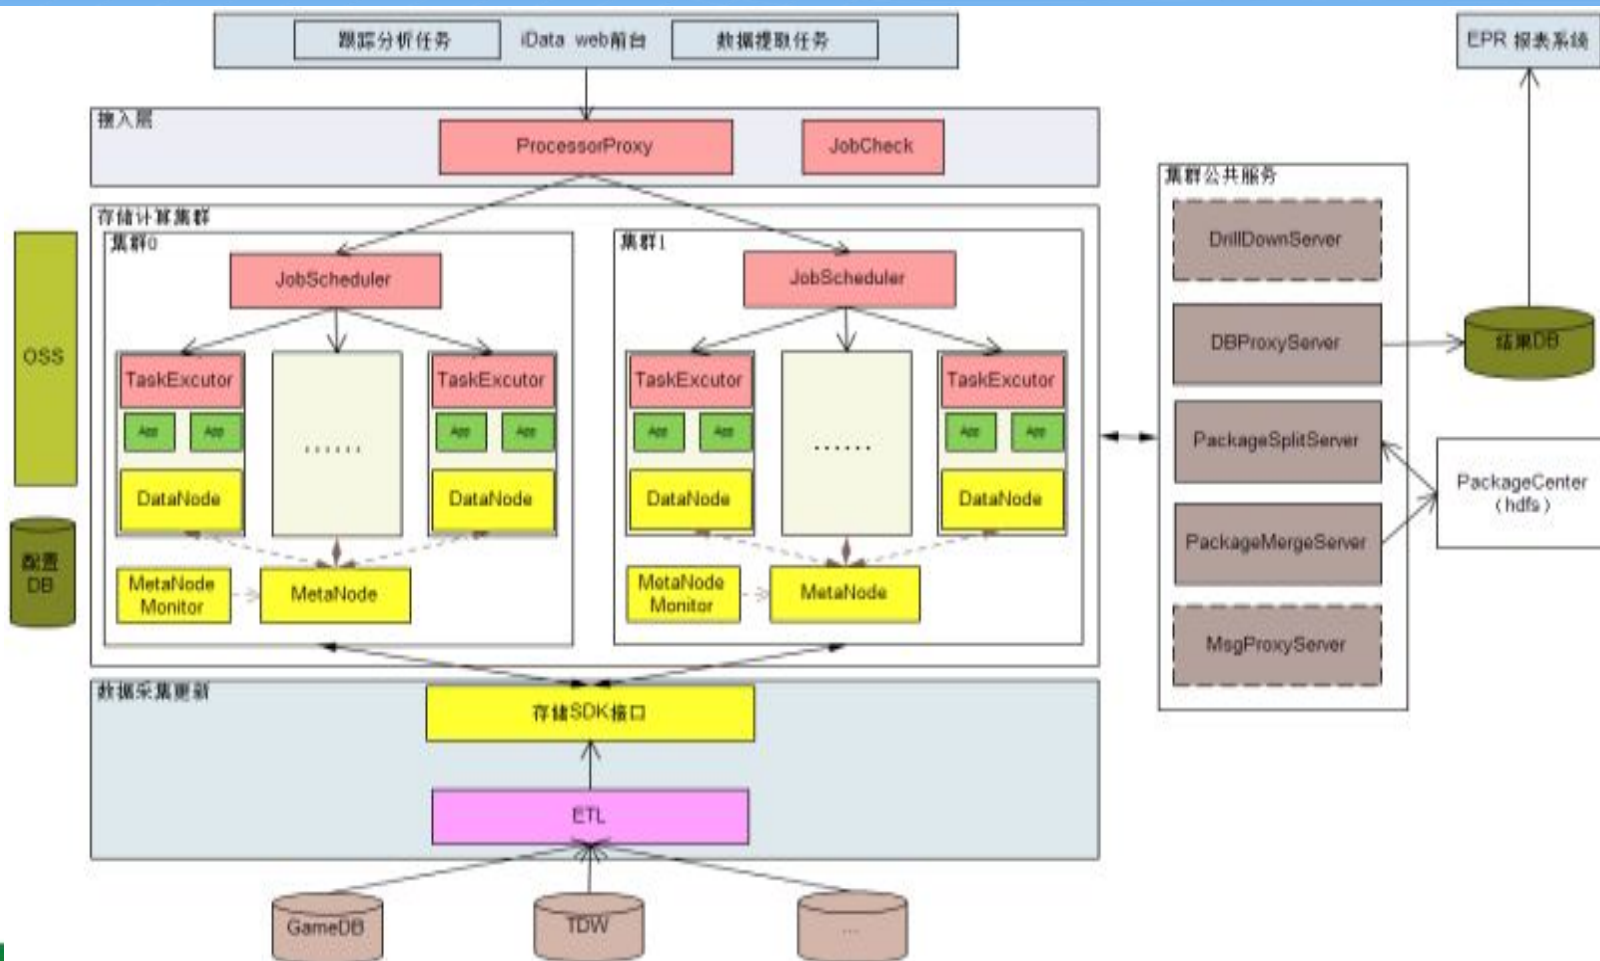 跟踪分析任务
iData web前台
数据提取任务
EPR 报表系统
接入层
ProcessorProxy
JobCheck
集群公共服务
存储计算集群
集群0
集群1
DrillDownServer
JobScheduler
JobScheduler
OSS
DBProxyServer
结果DB
TaskExcutor
TaskExcutor
TaskExcutor
TaskExcutor
App
App
App
App
App
App
App
App
......
......
PackageSplitServer
DataNode
DataNode
DataNode
DataNode
PackageCenter
（hdfs）
PackageMergeServer
配置
DB
MetaNode
Monitor
MetaNode
MetaNode
Monitor
MetaNode
MsgProxyServer
数据采集更新
存储SDK接口
ETL
GameDB
TDW
...